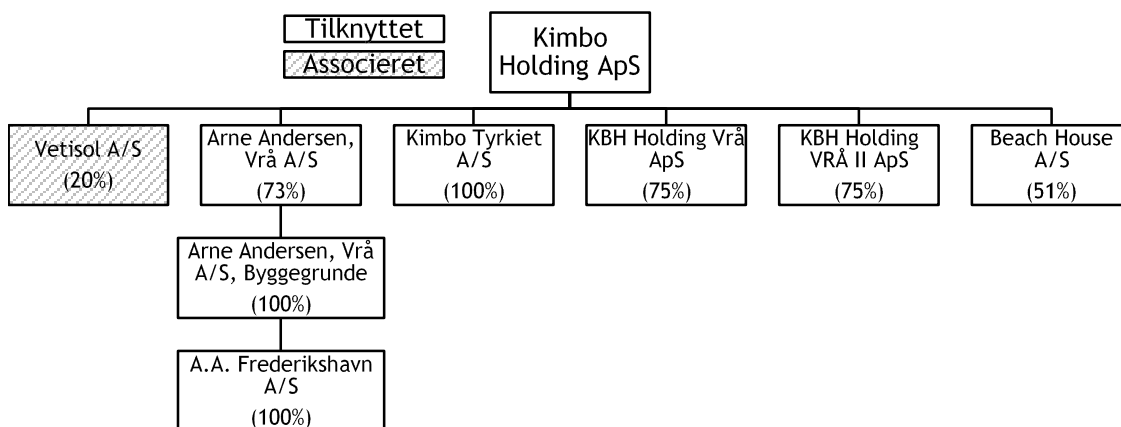 Tilknyttet
Associeret
Kimbo
Holding ApS
Vetisol A/S
(20%)
Arne Andersen,
Vrå A/S
(73%)
Kimbo Tyrkiet
A/S
(100%)
KBH Holding Vrå
ApS
(75%)
KBH Holding
VRÅ II ApS
(75%)
Beach House
A/S
(51%)
Arne Andersen, Vrå
A/S, Byggegrunde
(100%)
A.A. Frederikshavn
A/S
(100%)